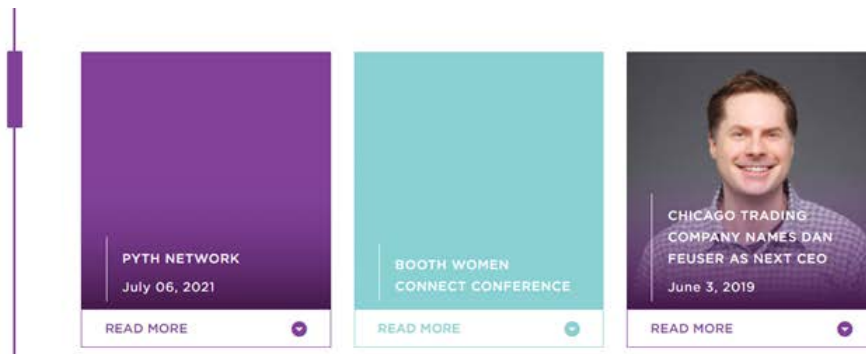 PYTH NETWORK
July 06, 2021
READ MORE
BOOTH WOMEN
CONNECT CONFERENCE
READ MORE
CHICAGO TRADING
COMPANY NAMES DAN
FEUSER AS NEXT CEO
June 3, 2019
READ MORE